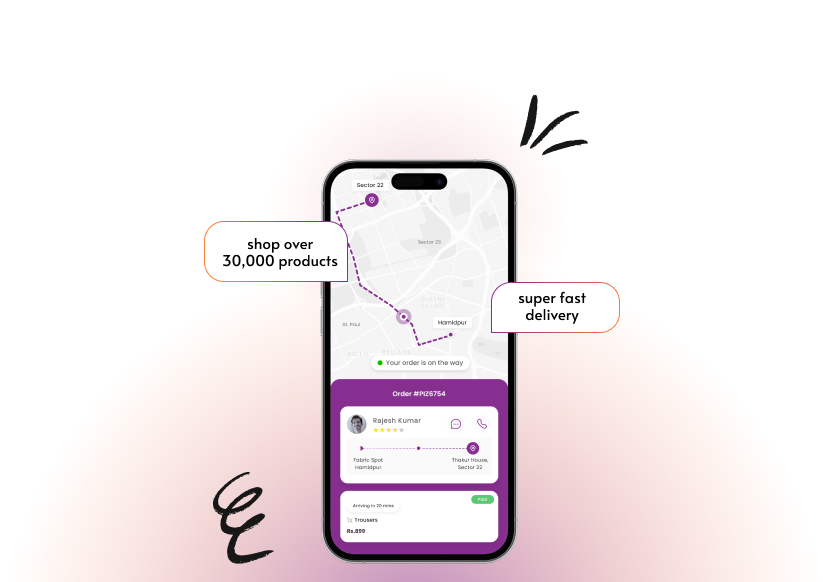 Sector 22
shop over
30,000 products
Sector 23
super fast
delivery
QUEENS
Hamidpur
St. Paul
Your order is on the way
Order #PIZ6754
Rajesh Kumar
Fabric Spot
Hamidpur
Thakur House,
Sector 22
Paid
Arriving in 20 mins
Trousers
Rs.899